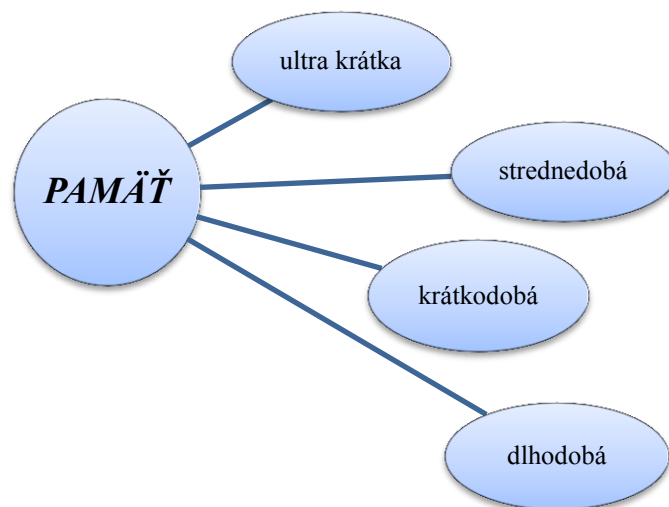 ultra krátka
strednedobá
PAMÄŤ
krátkodobá
dlhodobá